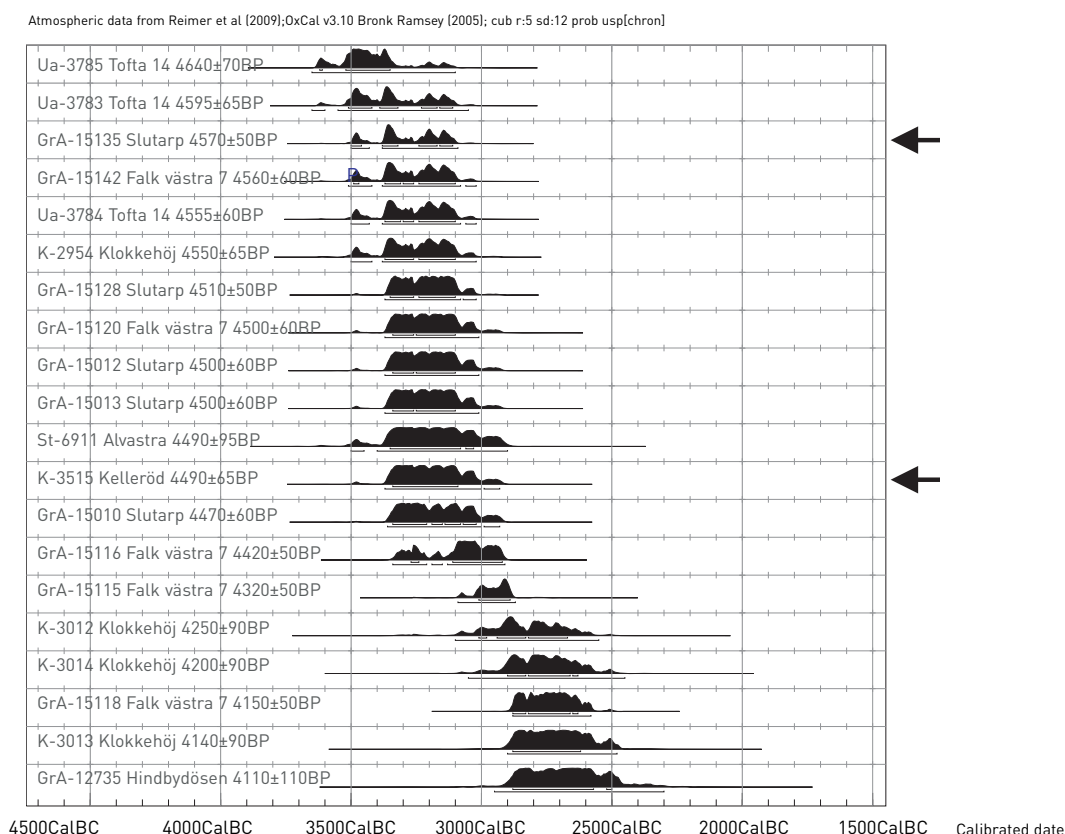 Atmospheric data from Reimer et al (2009);OxCal v3.10 Bronk Ramsey (2005); cub r:5 sd:12 prob usp[chron]
Ua-3785 Tofta 14 4640±70BP
Ua-3783 Tofta 14 4595±65BP
GrA-15135 Slutarp 4570±50BP
GrA-15142 Falk västra 7 4560±60BP
Ua-3784 Tofta 14 4555±60BP
K-2954 Klokkehöj 4550±65BP
GrA-15128 Slutarp 4510±50BP
GrA-15120 Falk västra 7 4500±60BP
GrA-15012 Slutarp 4500±60BP
GrA-15013 Slutarp 4500±60BP
St-6911 Alvastra 4490±95BP
K-3515 Kelleröd 4490±65BP
GrA-15010 Slutarp 4470±60BP
GrA-15116 Falk västra 7 4420±50BP
GrA-15115 Falk västra 7 4320±50BP
K-3012 Klokkehöj 4250±90BP
K-3014 Klokkehöj 4200±90BP
GrA-15118 Falk västra 7 4150±50BP
K-3013 Klokkehöj 4140±90BP
GrA-12735 Hindbydösen 4110±110BP
4500CalBC 4000CalBC 3500CalBC 3000CalBC 2500CalBC 2000CalBC 1500CalBC Calibrated date